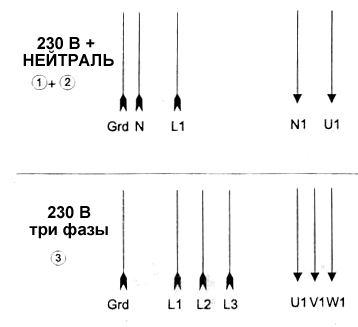 230 В +
НЕЙТРАЛЬ
1 + 2
Grd N L1 N1 U1
230 В
три фазы
3
Grd L1 L2 L3 U1 V1 W1